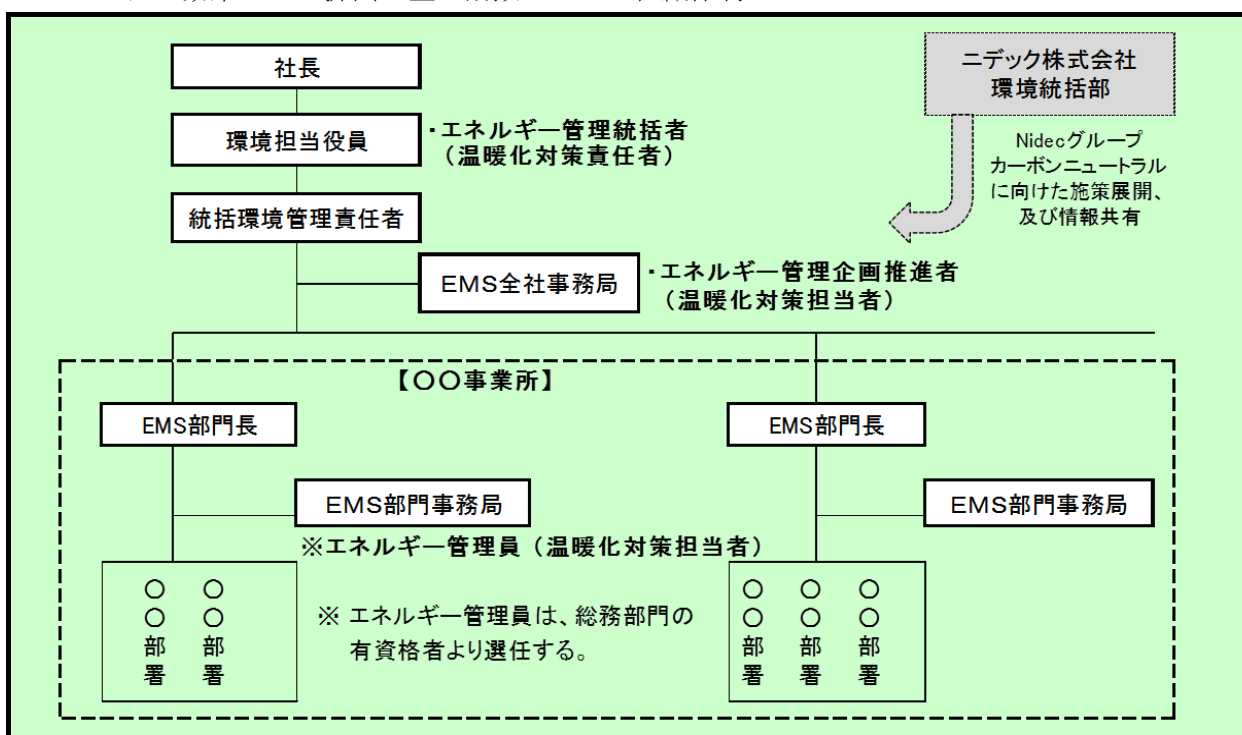 社長
ニデック株式会社
環境統括部
環境担当役員
・エネルギー管理統括者
（温暖化対策責任者）
Nidecグループ
カーボンニュートラル
に向けた施策展開、
及び情報共有
統括環境管理責任者
EMS全社事務局
・エネルギー管理企画推進者
（温暖化対策担当者）
【〇〇事業所】
EMS部門長
EMS部門長
EMS部門事務局
EMS部門事務局
※エネルギー管理員（温暖化対策担当者）
〇〇部署
〇〇部署
※ エネルギー管理員は、総務部門の
有資格者より選任する。
〇〇部署
〇〇部署
〇〇部署